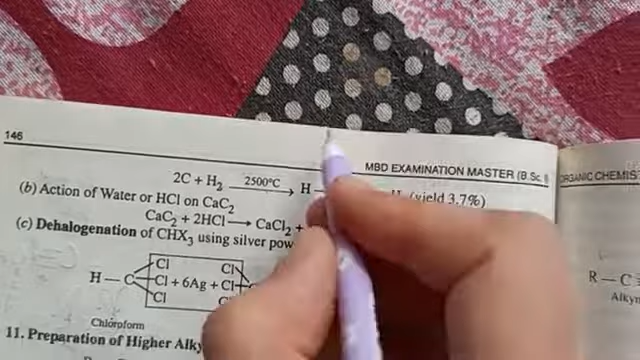 146
MBD EXAMINATION MASTER (B.Sc. I
ORGANIC CHEMIS
2C + H₂ 2500°C → H — (yield 3.7%)
(b) Action of Water or HCl on CaC₂
CaC₂ + 2HCl → CaCl₂ +
(c) Dehalogenation of CHX₃ using silver pow
Cl Cl
H — C — Cl + 6Ag + Cl
Cl
Chloroform
R — C
Alkyn
11. Preparation of Higher Alky